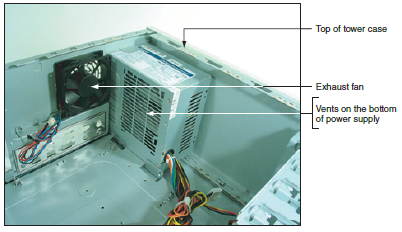 Top of tower case
Exhaust fan
Vents on the bottom
of power supply